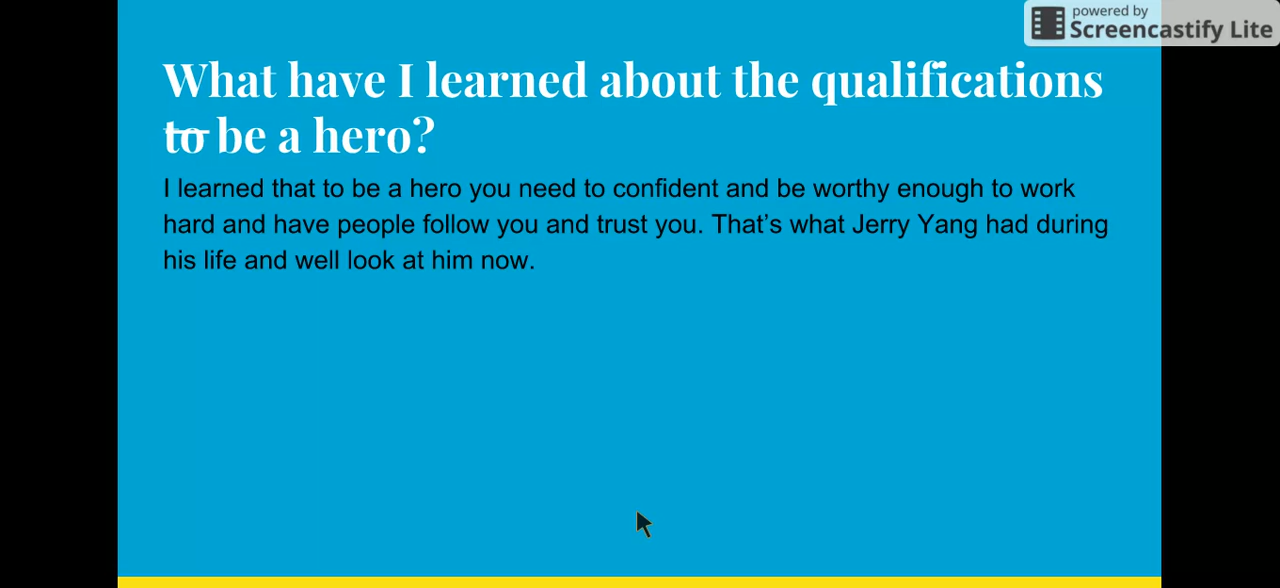 powered by
Screencastify Lite
What have I learned about the qualifications
to be a hero?
I learned that to be a hero you need to confident and be worthy enough to work
hard and have people follow you and trust you. That’s what Jerry Yang had during
his life and well look at him now.